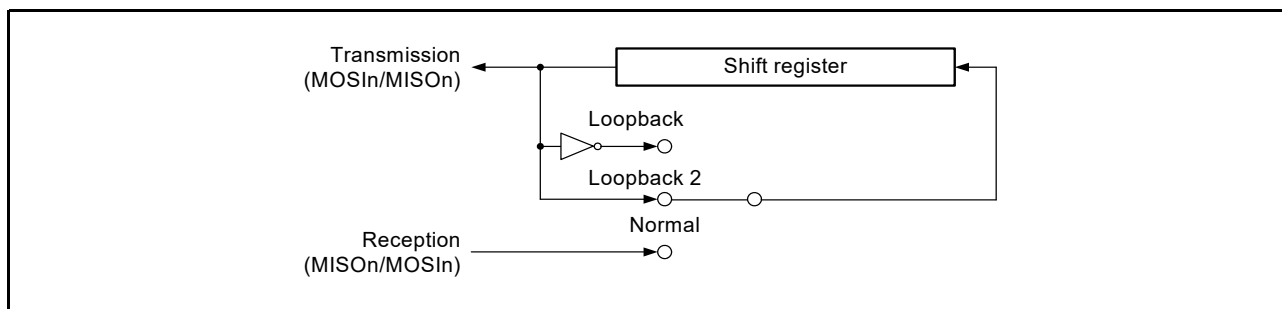 Transmission
(MOSIn/MISOn)
Shift register
Loopback
Loopback 2
Normal
Reception
(MISOn/MOSIn)